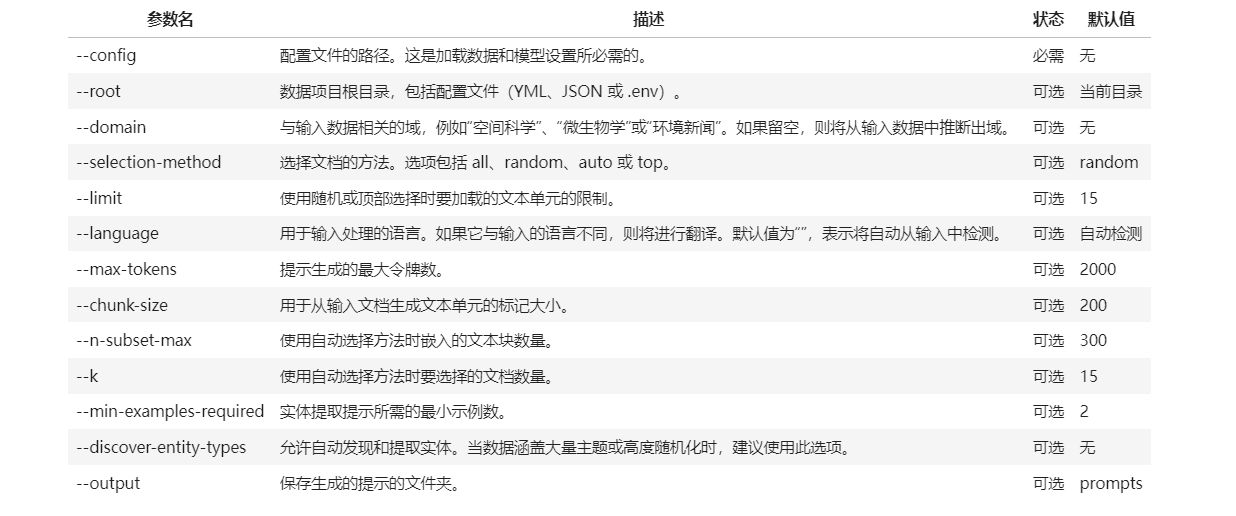 参数名 描述 状态 默认值
--config 配置文件的路径。这是加载数据和模型设置所必需的。 必需 无
--root 数据项目根目录，包括配置文件（YML、JSON 或 .env）。 可选 当前目录
--domain 与输入数据相关的域，例如“空间科学”、“微生物学”或“环境新闻”。如果留空，则将从输入数据中推断出域。 可选 无
--selection-method 选择文档的方法。选项包括 all、random、auto 或 top。 可选 random
--limit 使用随机或顶部选择时要加载的文本单元的限制。 可选 15
--language 用于输入处理的语言。如果它与输入的语言不同，则将进行翻译。默认值为“”，表示将自动从输入中检测。 可选 自动检测
--max-tokens 提示生成的最大令牌数。 可选 2000
--chunk-size 用于从输入文档生成文本单元的标记大小。 可选 200
--n-subset-max 使用自动选择方法时嵌入的文本块数量。 可选 300
--k 使用自动选择方法时要选择的文档数量。 可选 15
--min-examples-required 实体提取提示所需的最小示例数。 可选 2
--discover-entity-types 允许自动发现和提取实体。当数据涵盖大量主题或高度随机化时，建议使用此选项。 可选 无
--output 保存生成的提示的文件夹。 可选 prompts